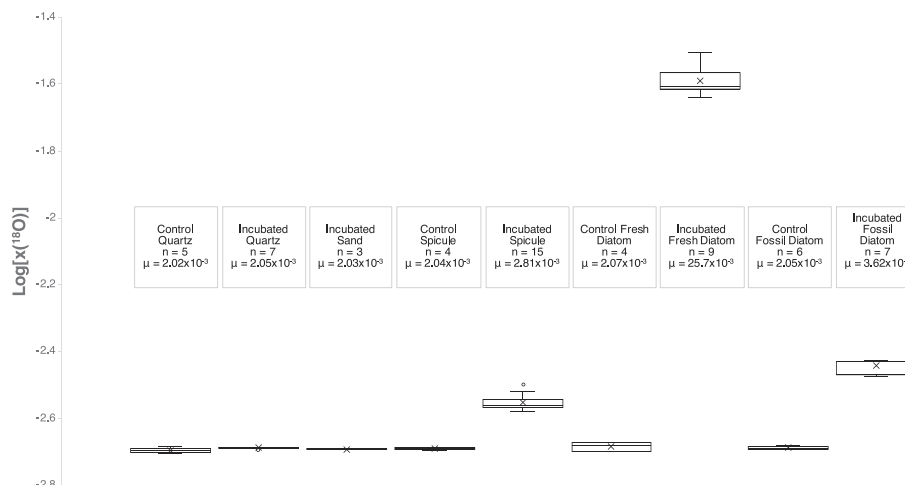 -1.4
-1.6
-1.8
-2
-2.2
-2.4
-2.6
-2.8
Log[x(¹⁸O)]
Control
Quartz
n = 5
μ = 2.02x10⁻³
Incubated
Quartz
n = 7
μ = 2.05x10⁻³
Incubated
Sand
n = 3
μ = 2.03x10⁻³
Control
Spicule
n = 4
μ = 2.04x10⁻³
Incubated
Spicule
n = 15
μ = 2.81x10⁻³
Control Fresh
Diatom
n = 4
μ = 2.07x10⁻³
Incubated
Fresh Diatom
n = 9
μ = 25.7x10⁻³
Control
Fossil Diatom
n = 6
μ = 2.05x10⁻³
Incubated
Fossil
Diatom
n = 7
μ = 3.62x10⁻